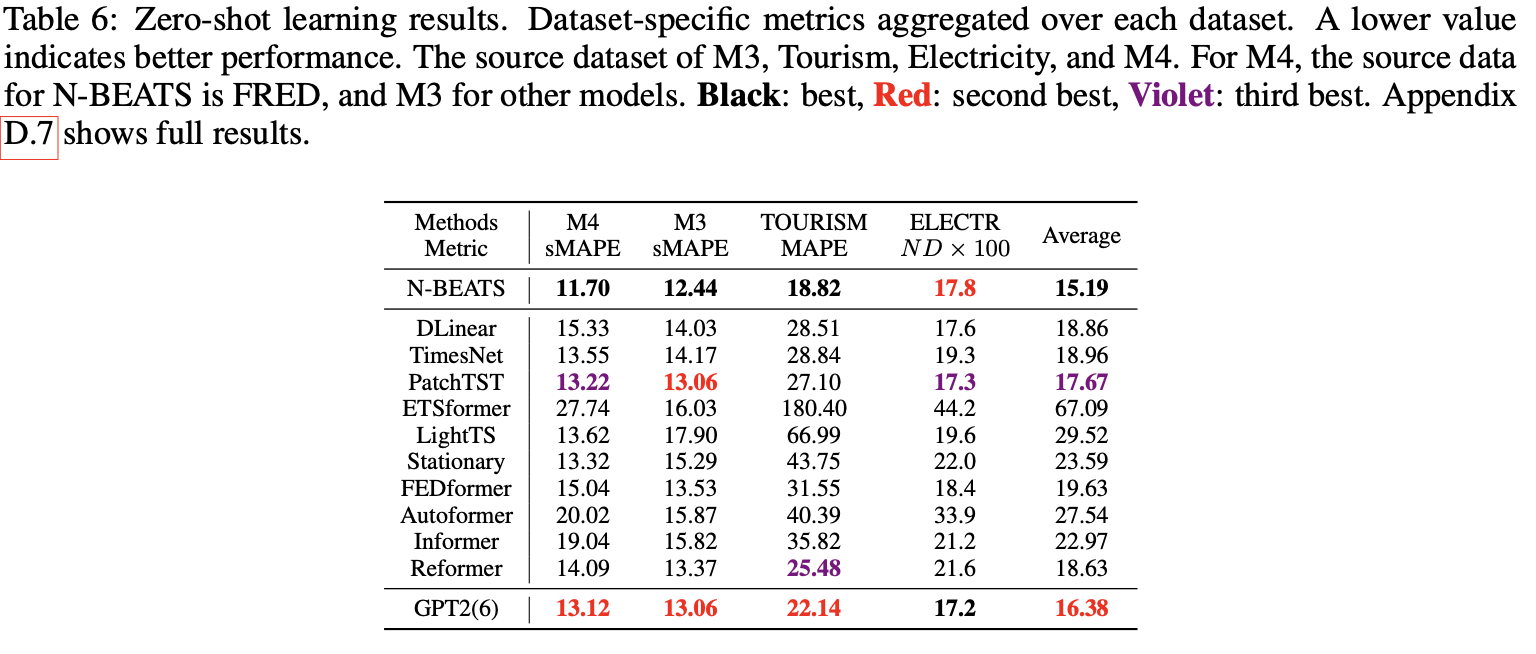 Table 6: Zero-shot learning results. Dataset-specific metrics aggregated over each dataset. A lower value
indicates better performance. The source dataset of M3, Tourism, Electricity, and M4. For M4, the source data
for N-BEATS is FRED, and M3 for other models. Black: best, Red: second best, Violet: third best. Appendix
D.7 shows full results.
Methods M4 M3 TOURISM ELECTR Average
Metric sMAPE sMAPE MAPE ND × 100
N-BEATS 11.70 12.44 18.82 17.8 15.19
DLinear 15.33 14.03 28.51 17.6 18.86
TimesNet 13.55 14.17 28.84 19.3 18.96
PatchTST 13.22 13.06 27.10 17.3 17.67
ETSformer 27.74 16.03 180.40 44.2 67.09
LightTS 13.62 17.90 66.99 19.6 29.52
Stationary 13.32 15.29 43.75 22.0 23.59
FEDformer 15.04 13.53 31.55 18.4 19.63
Autoformer 20.02 15.87 40.39 33.9 27.54
Informer 19.04 15.82 35.82 21.2 22.97
Reformer 14.09 13.37 25.48 21.6 18.63
GPT2(6) 13.12 13.06 22.14 17.2 16.38